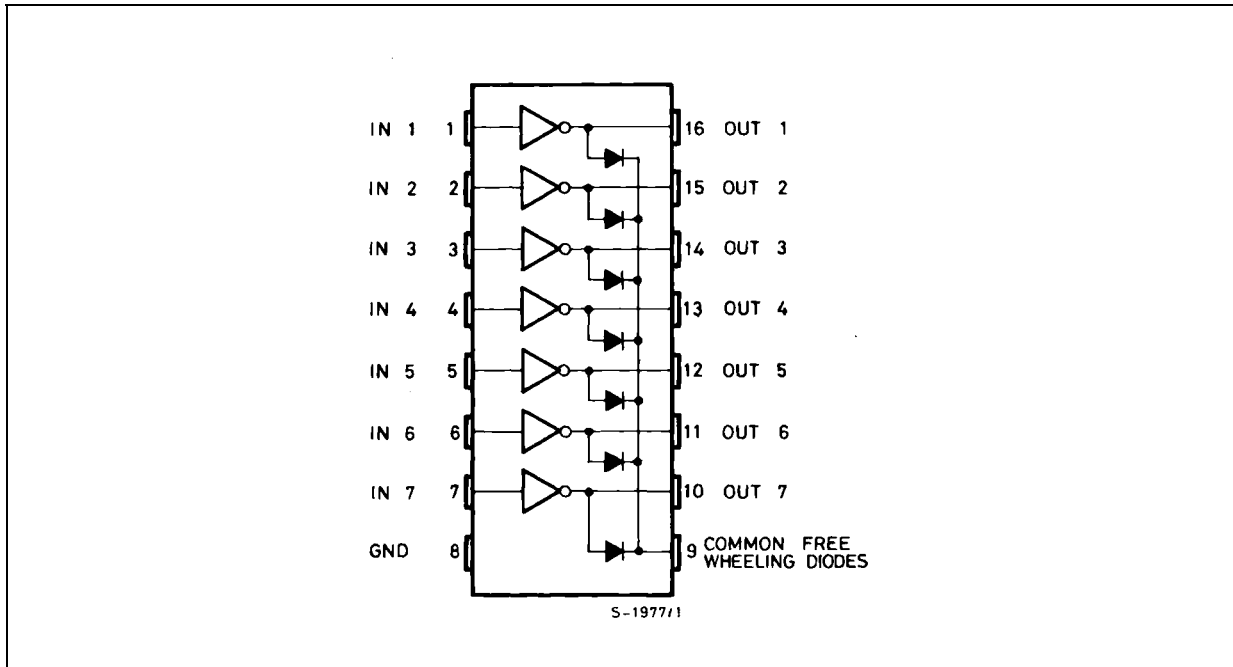 IN 1 1 16 OUT 1
IN 2 2 15 OUT 2
IN 3 3 14 OUT 3
IN 4 4 13 OUT 4
IN 5 5 12 OUT 5
IN 6 6 11 OUT 6
IN 7 7 10 OUT 7
GND 8 9 COMMON FREE
WHEELING DIODES
S-1977/1